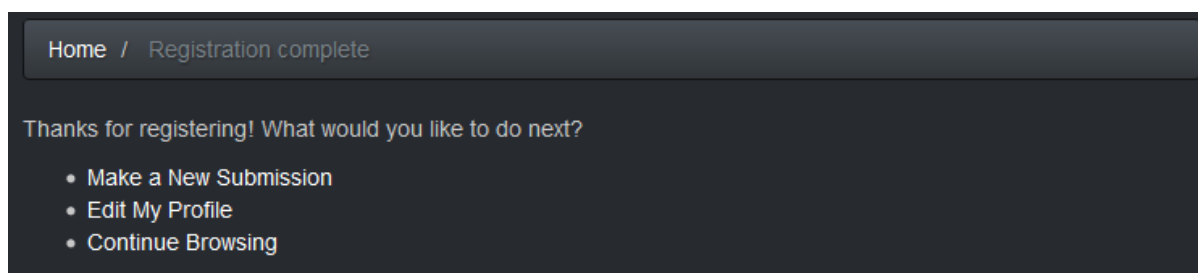 Home / Registration complete
Thanks for registering! What would you like to do next?
Make a New Submission
Edit My Profile
Continue Browsing